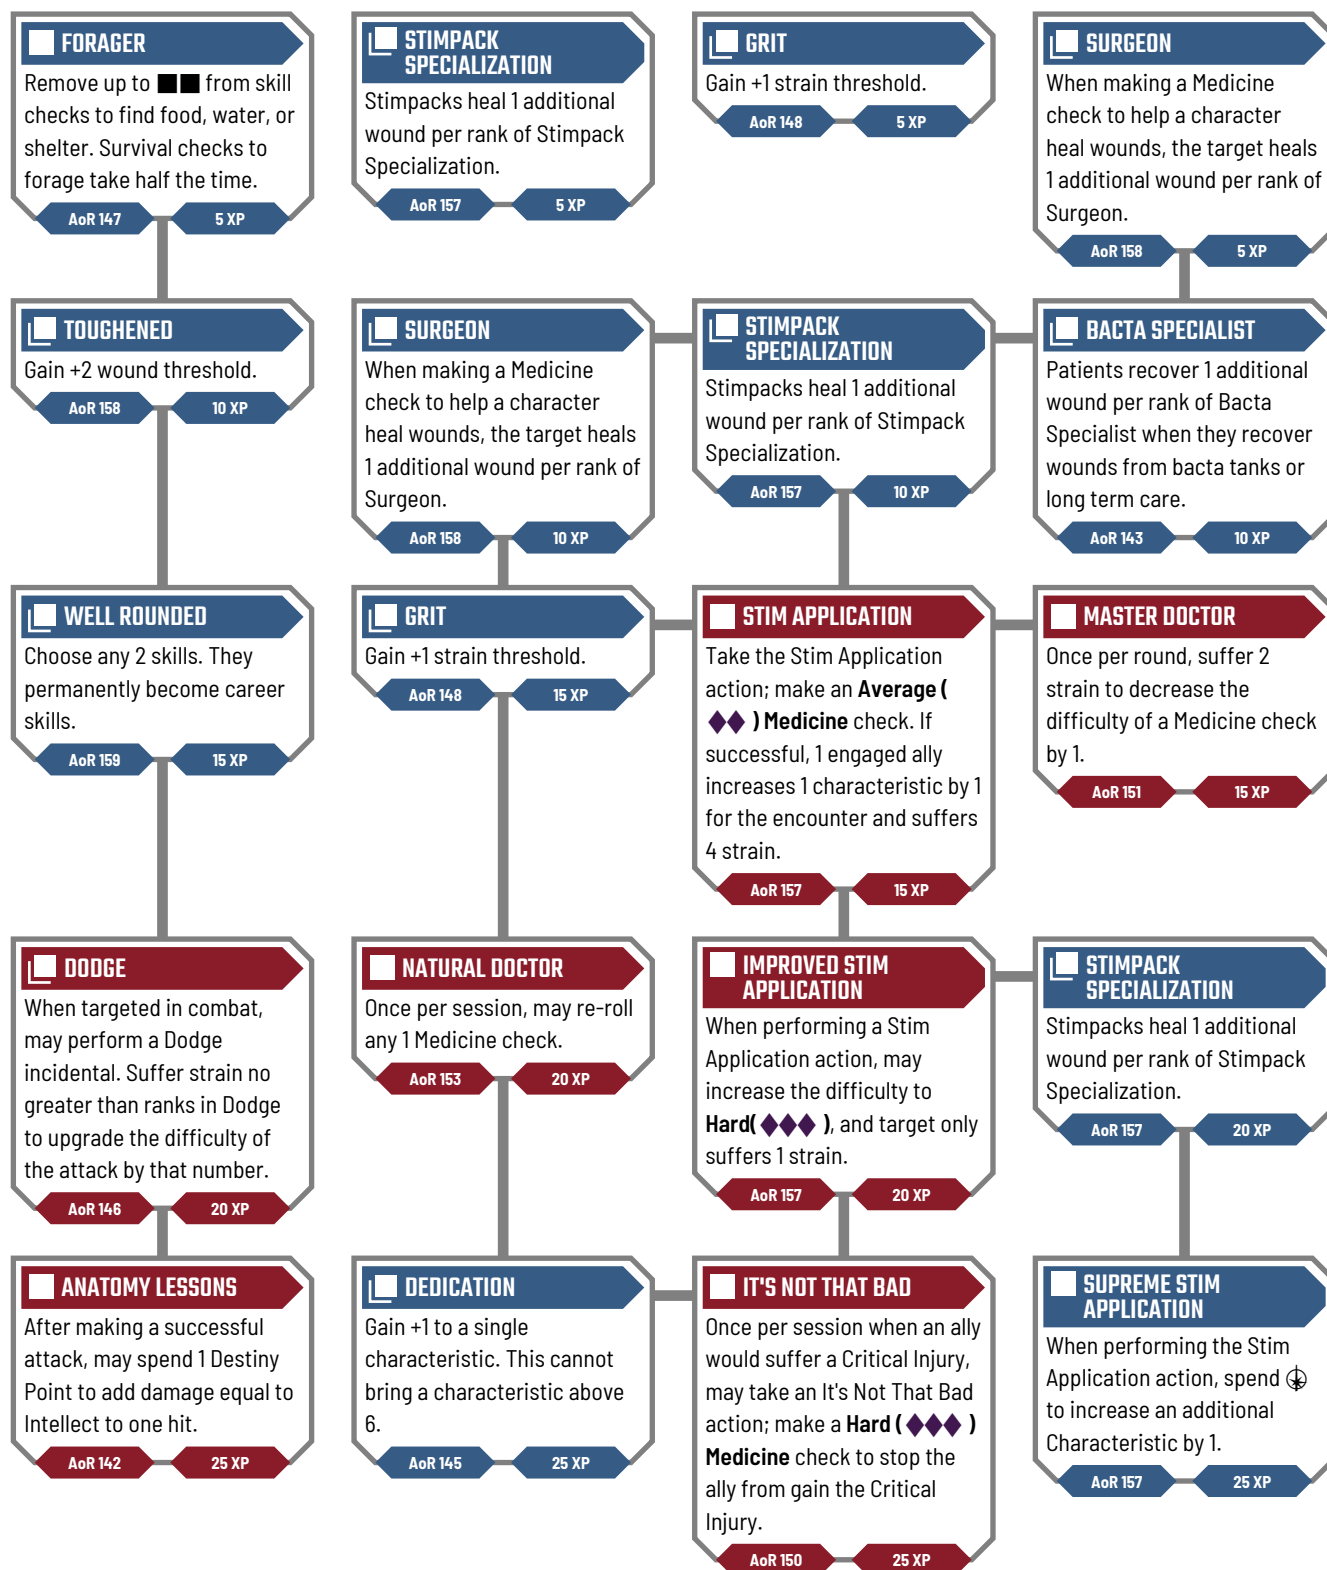 FORAGER
Remove up to ■■ from skill
checks to find food, water, or
shelter. Survival checks to
forage take half the time.
AoR 147 5 XP
STIMPACK
SPECIALIZATION
Stimpacks heal 1 additional
wound per rank of Stimpack
Specialization.
AoR 157 5 XP
GRIT
Gain +1 strain threshold.
AoR 148 5 XP
SURGEON
When making a Medicine
check to help a character
heal wounds, the target heals
1 additional wound per rank of
Surgeon.
AoR 158 5 XP
TOUGHENED
Gain +2 wound threshold.
AoR 158 10 XP
SURGEON
When making a Medicine
check to help a character
heal wounds, the target heals
1 additional wound per rank of
Surgeon.
AoR 158 10 XP
STIMPACK
SPECIALIZATION
Stimpacks heal 1 additional
wound per rank of Stimpack
Specialization.
AoR 157 10 XP
BACTA SPECIALIST
Patients recover 1 additional
wound per rank of Bacta
Specialist when they recover
wounds from bacta tanks or
long term care.
AoR 143 10 XP
WELL ROUNDED
Choose any 2 skills. They
permanently become career
skills.
AoR 159 15 XP
GRIT
Gain +1 strain threshold.
AoR 148 15 XP
STIM APPLICATION
Take the Stim Application
action; make an Average (
◆◆ ) Medicine check. If
successful, 1 engaged ally
increases 1 characteristic by 1
for the encounter and suffers
4 strain.
AoR 157 15 XP
MASTER DOCTOR
Once per round, suffer 2
strain to decrease the
difficulty of a Medicine check
by 1.
AoR 151 15 XP
DODGE
When targeted in combat,
may perform a Dodge
incidental. Suffer strain no
greater than ranks in Dodge
to upgrade the difficulty of
the attack by that number.
AoR 146 20 XP
NATURAL DOCTOR
Once per session, may re-roll
any 1 Medicine check.
AoR 153 20 XP
IMPROVED STIM
APPLICATION
When performing a Stim
Application action, may
increase the difficulty to
Hard( ◆◆◆ ), and target only
suffers 1 strain.
AoR 157 20 XP
STIMPACK
SPECIALIZATION
Stimpacks heal 1 additional
wound per rank of Stimpack
Specialization.
AoR 157 20 XP
ANATOMY LESSONS
After making a successful
attack, may spend 1 Destiny
Point to add damage equal to
Intellect to one hit.
AoR 142 25 XP
DEDICATION
Gain +1 to a single
characteristic. This cannot
bring a characteristic above
6.
AoR 145 25 XP
IT'S NOT THAT BAD
Once per session when an ally
would suffer a Critical Injury,
may take an It's Not That Bad
action; make a Hard ( ◆◆◆ )
Medicine check to stop the
ally from gain the Critical
Injury.
AoR 150 25 XP
SUPREME STIM
APPLICATION
When performing the Stim
Application action, spend
to increase an additional
Characteristic by 1.
AoR 157 25 XP